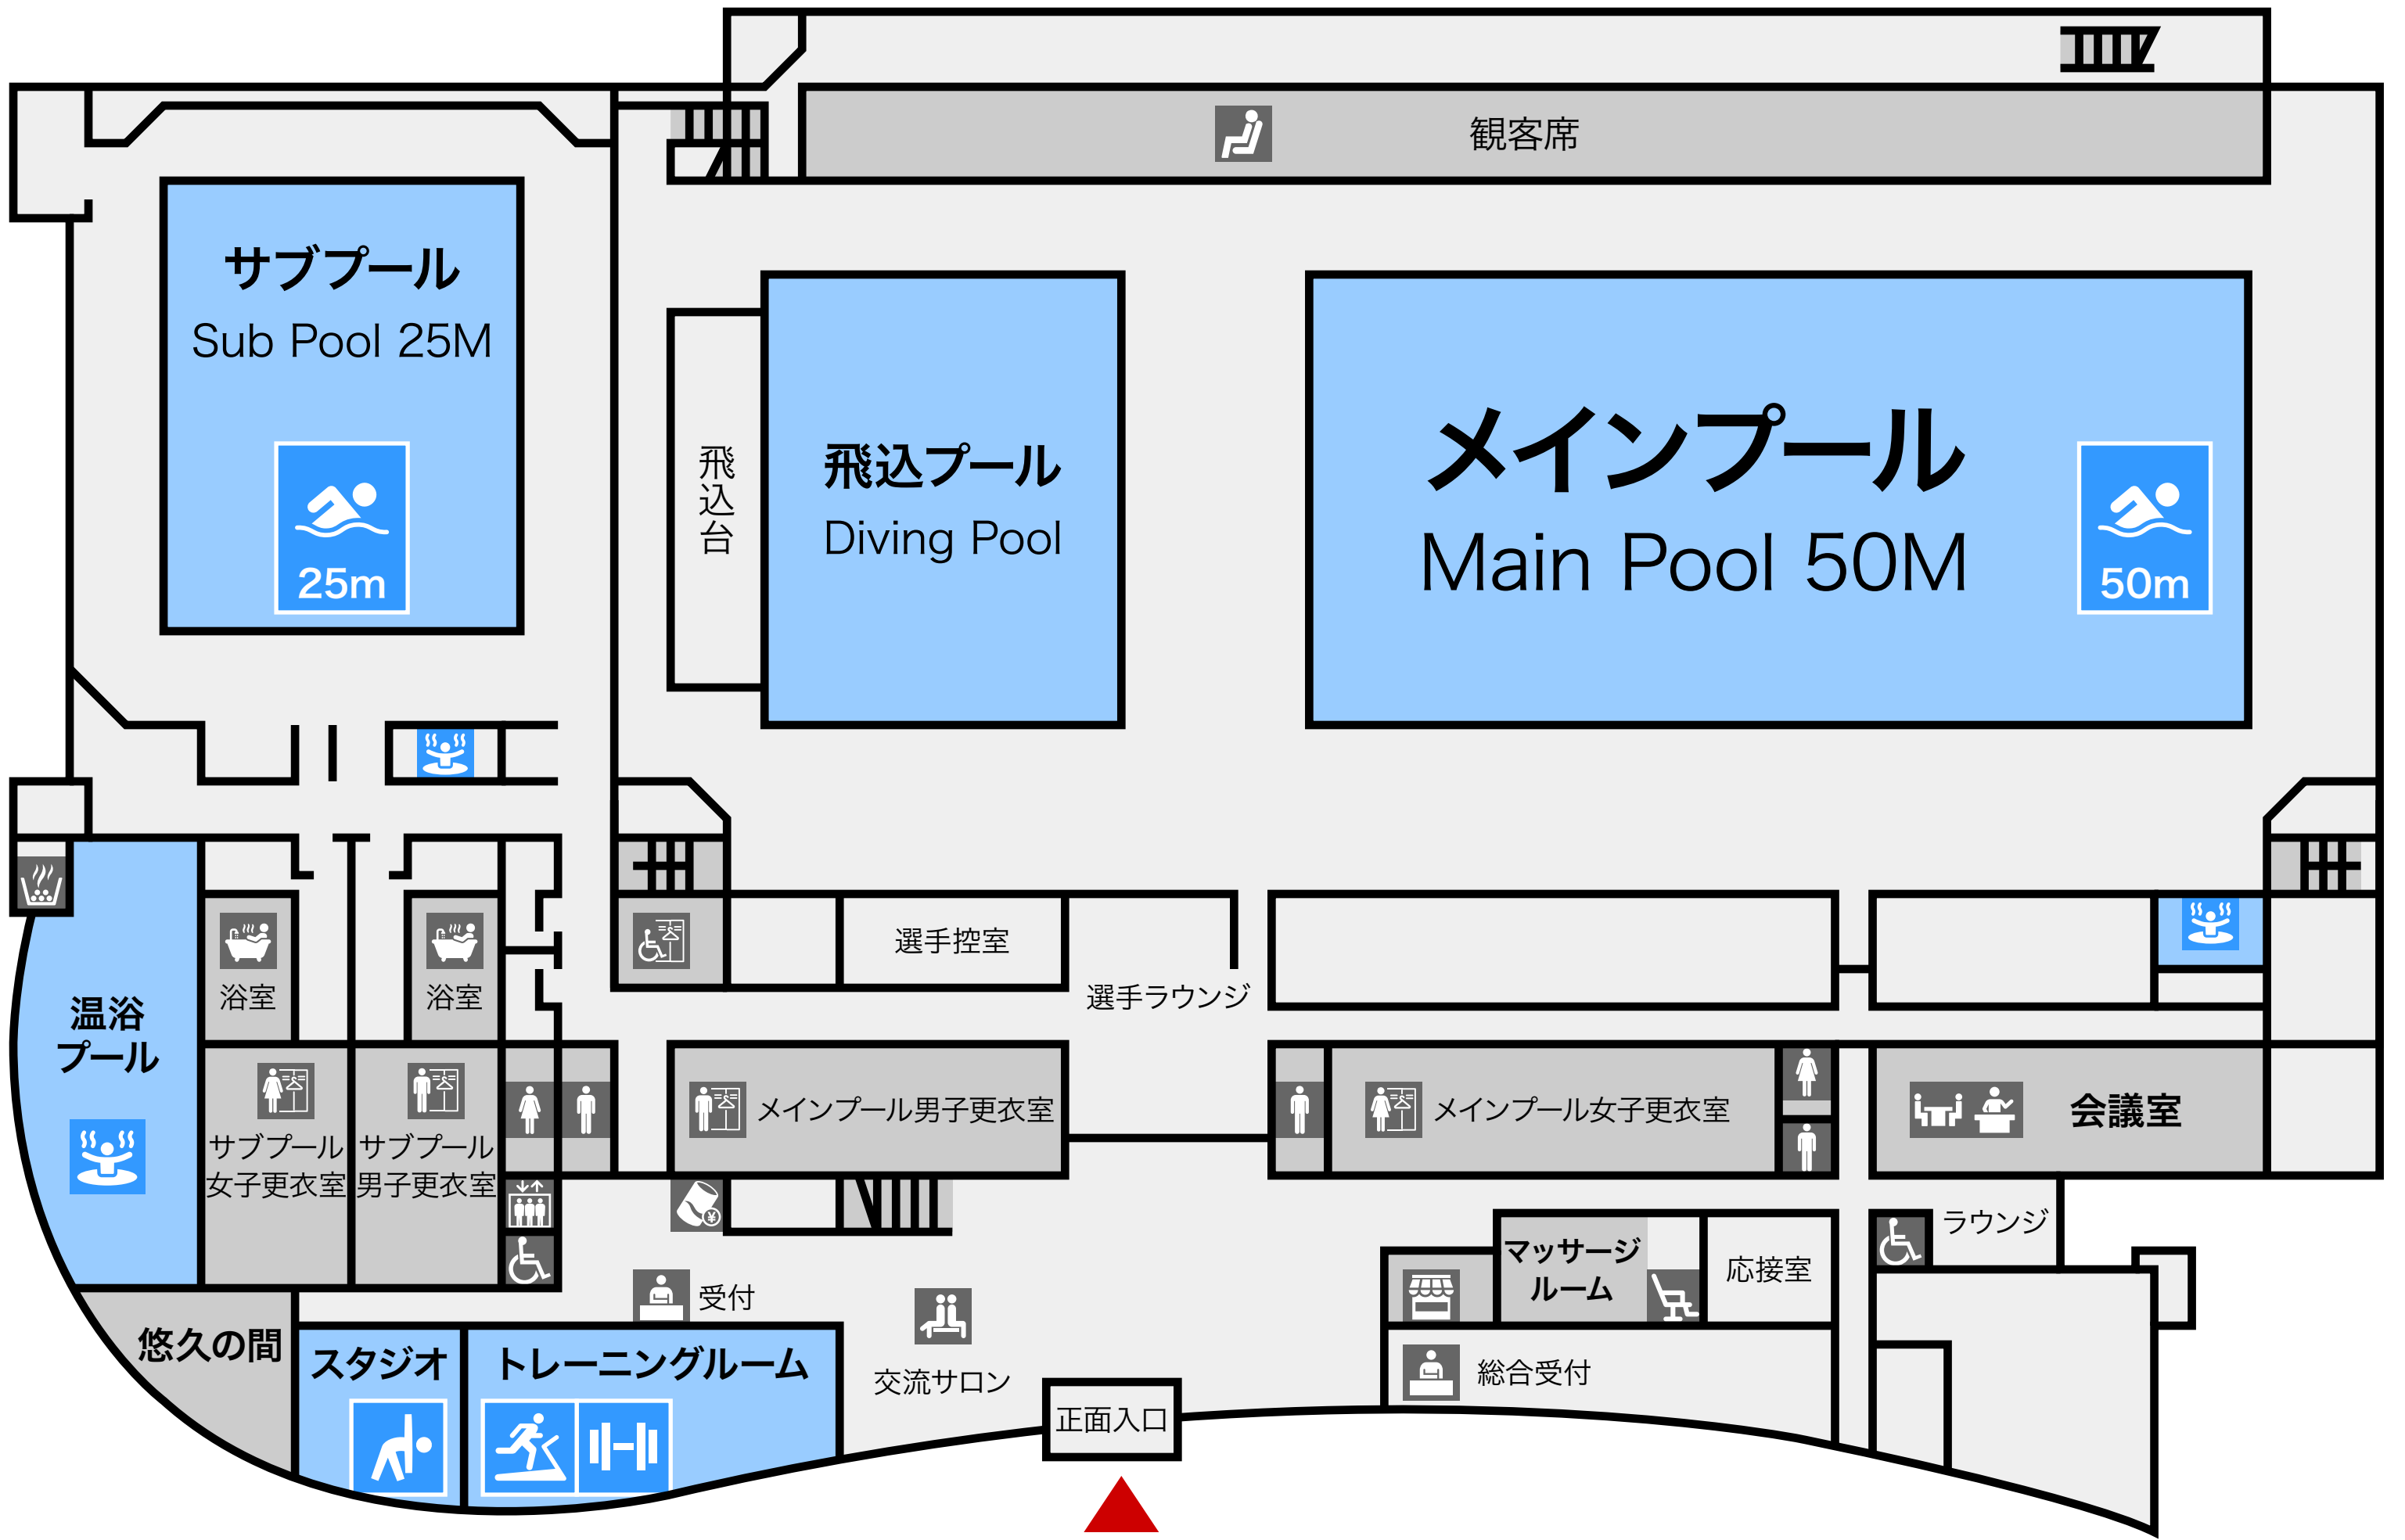 観客席
サブプール
Sub Pool 25M
25m
飛込台
飛込プール
Diving Pool
メインプール
Main Pool 50M
50m
選手控室
選手ラウンジ
温浴
プール
浴室
浴室
サブプール
女子更衣室
サブプール
男子更衣室
メインプール男子更衣室
メインプール女子更衣室
会議室
¥
ラウンジ
マッサージ
ルーム
応接室
受付
悠久の間
スタジオ
トレーニングルーム
交流サロン
総合受付
正面入口